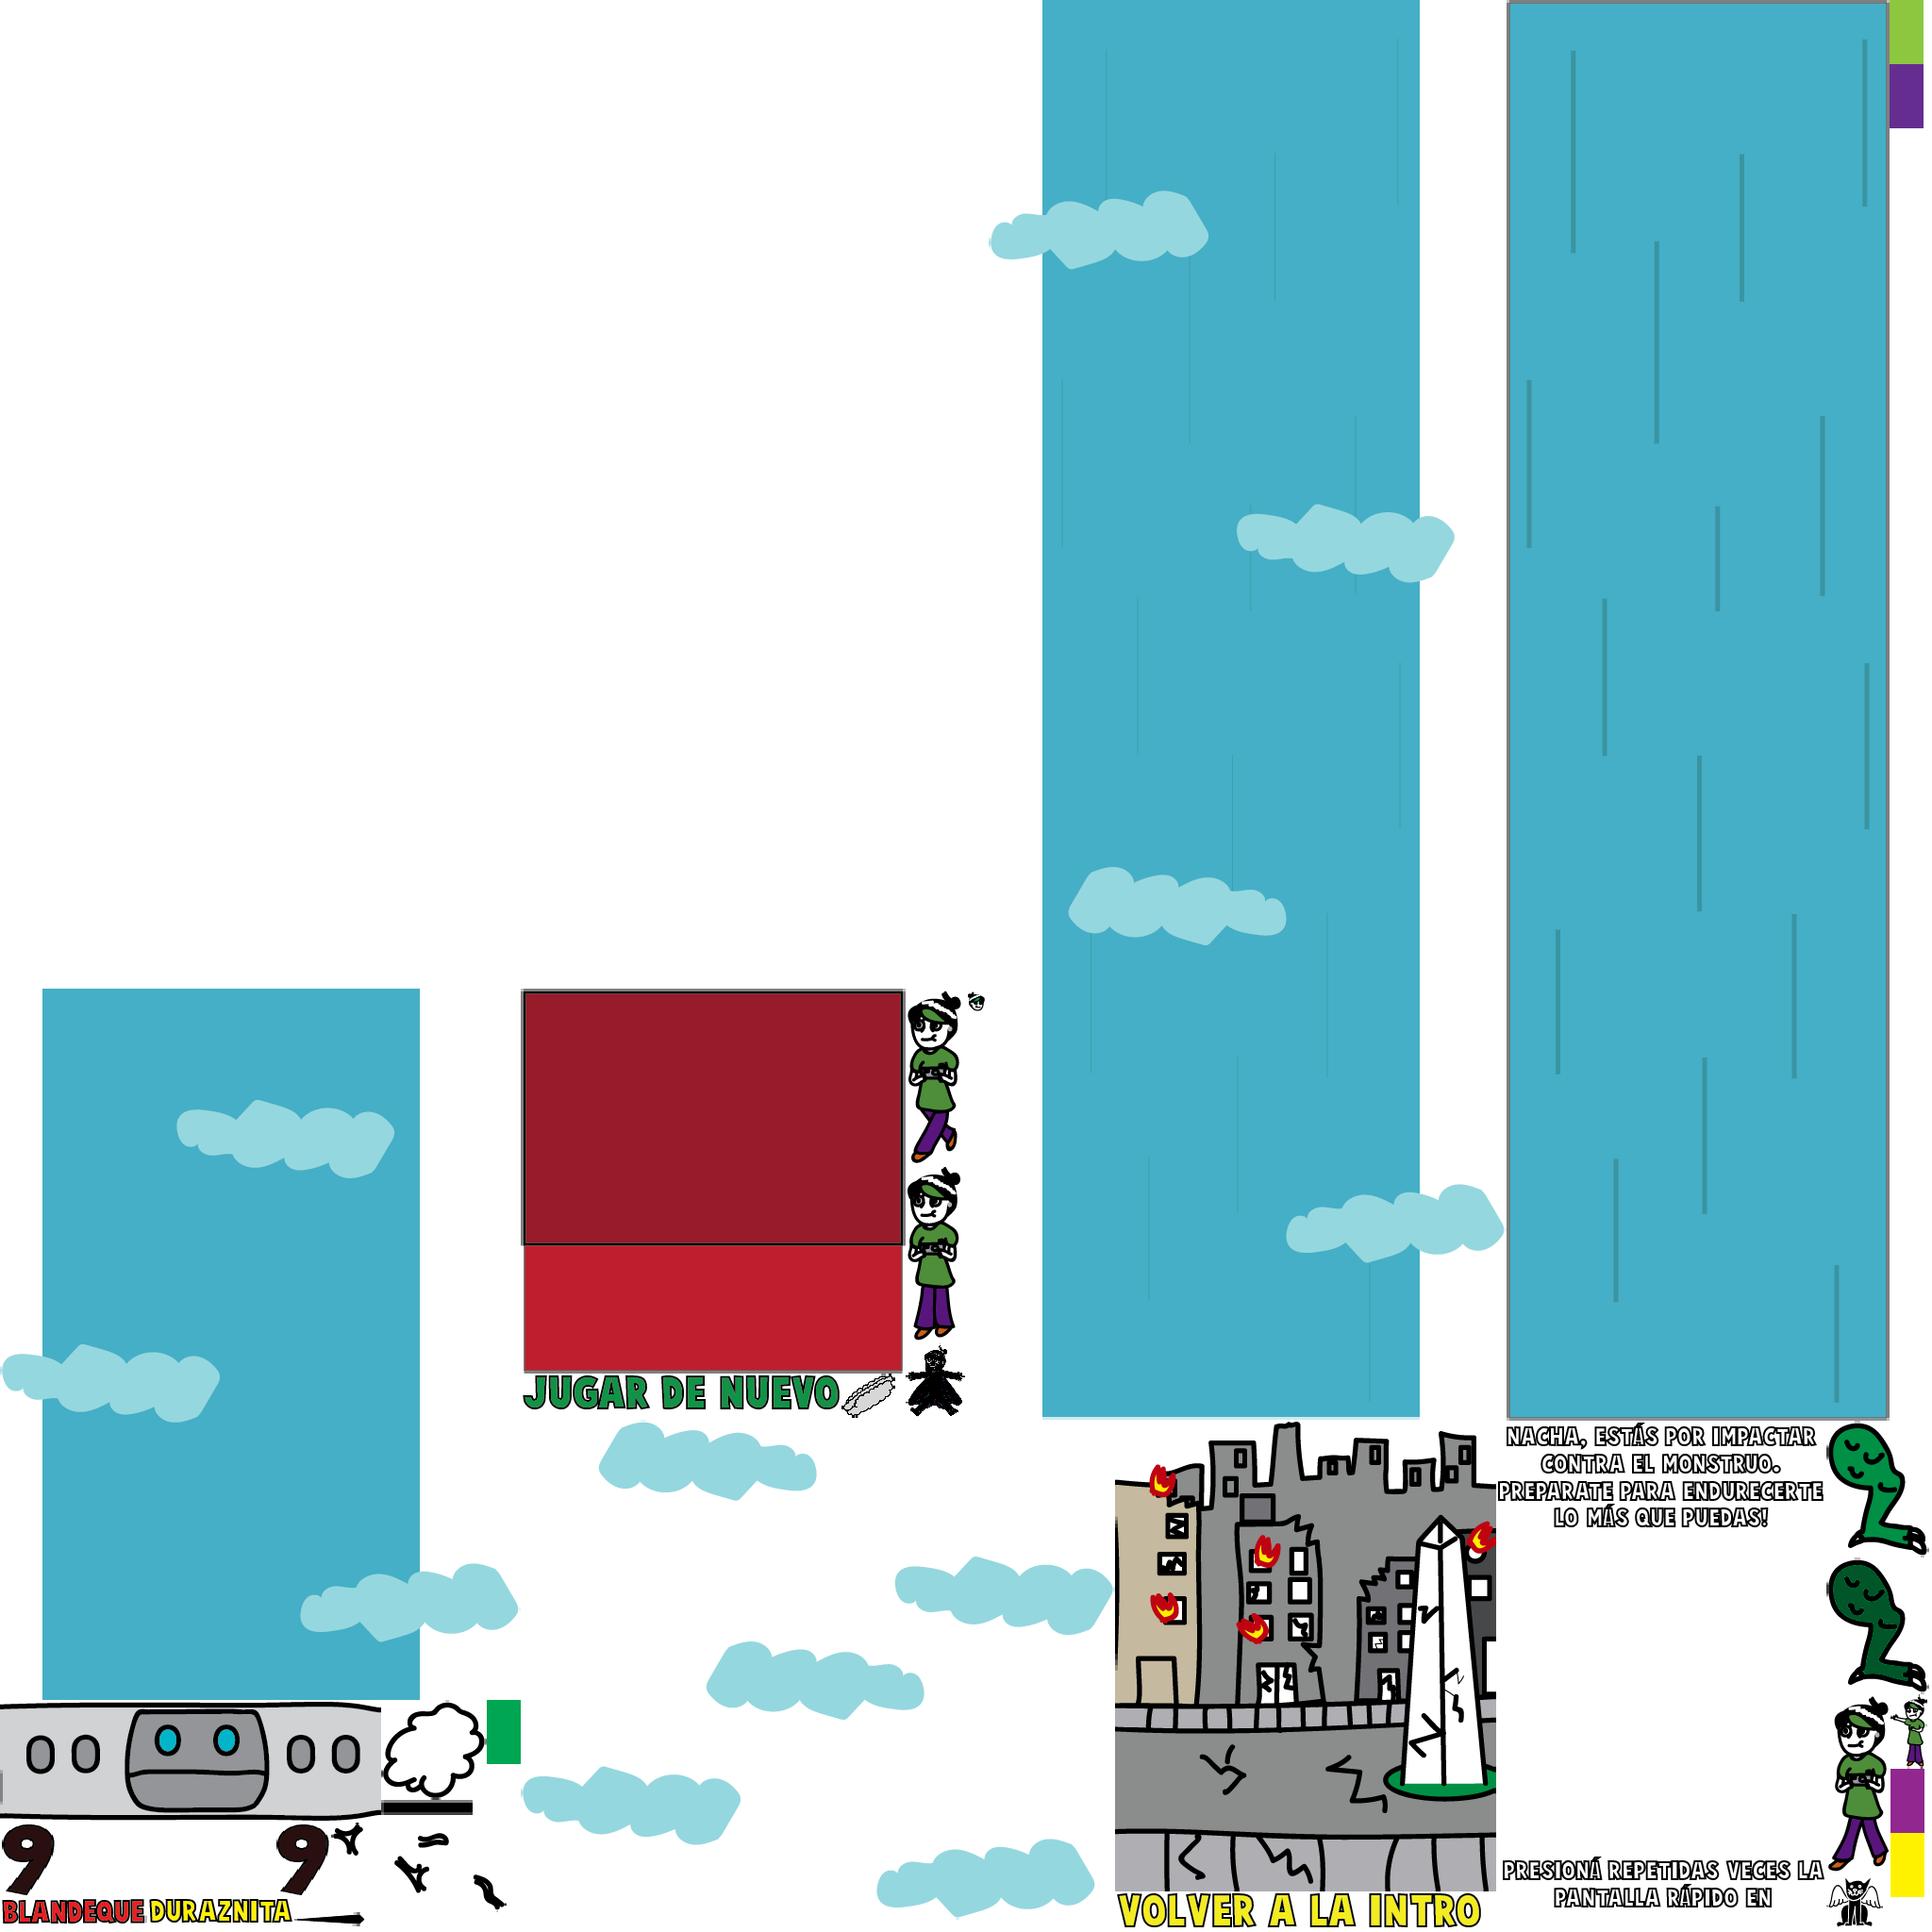 JUGAR DE NUEVO
NACHA, ESTÁS POR IMPACTAR
CONTRA EL MONSTRUO.
PREPARATE PARA ENDURECERTE
LO MÁS QUE PUEDAS!
9 9
PRESIONÁ REPETIDAS VECES LA
PANTALLA RÁPIDO EN
BLANDEQUE DURAZNITA
VOLVER A LA INTRO